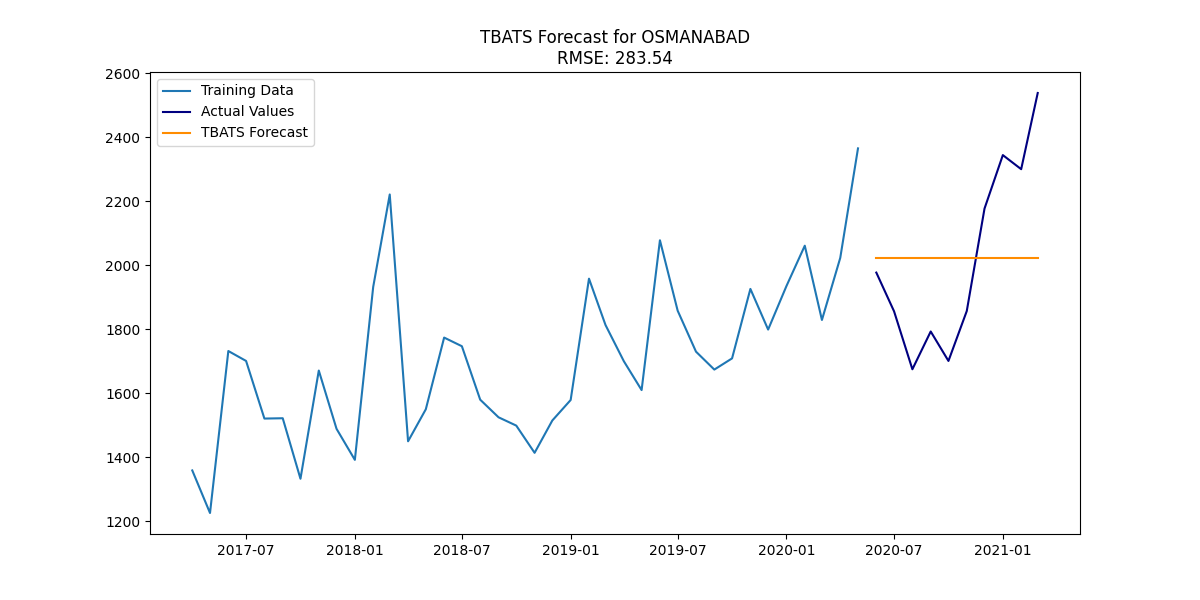 TBATS Forecast for OSMANABAD
RMSE: 283.54
Training Data
Actual Values
TBATS Forecast
2600
2400
2200
2000
1800
1600
1400
1200
2017-07 2018-01 2018-07 2019-01 2019-07 2020-01 2020-07 2021-01